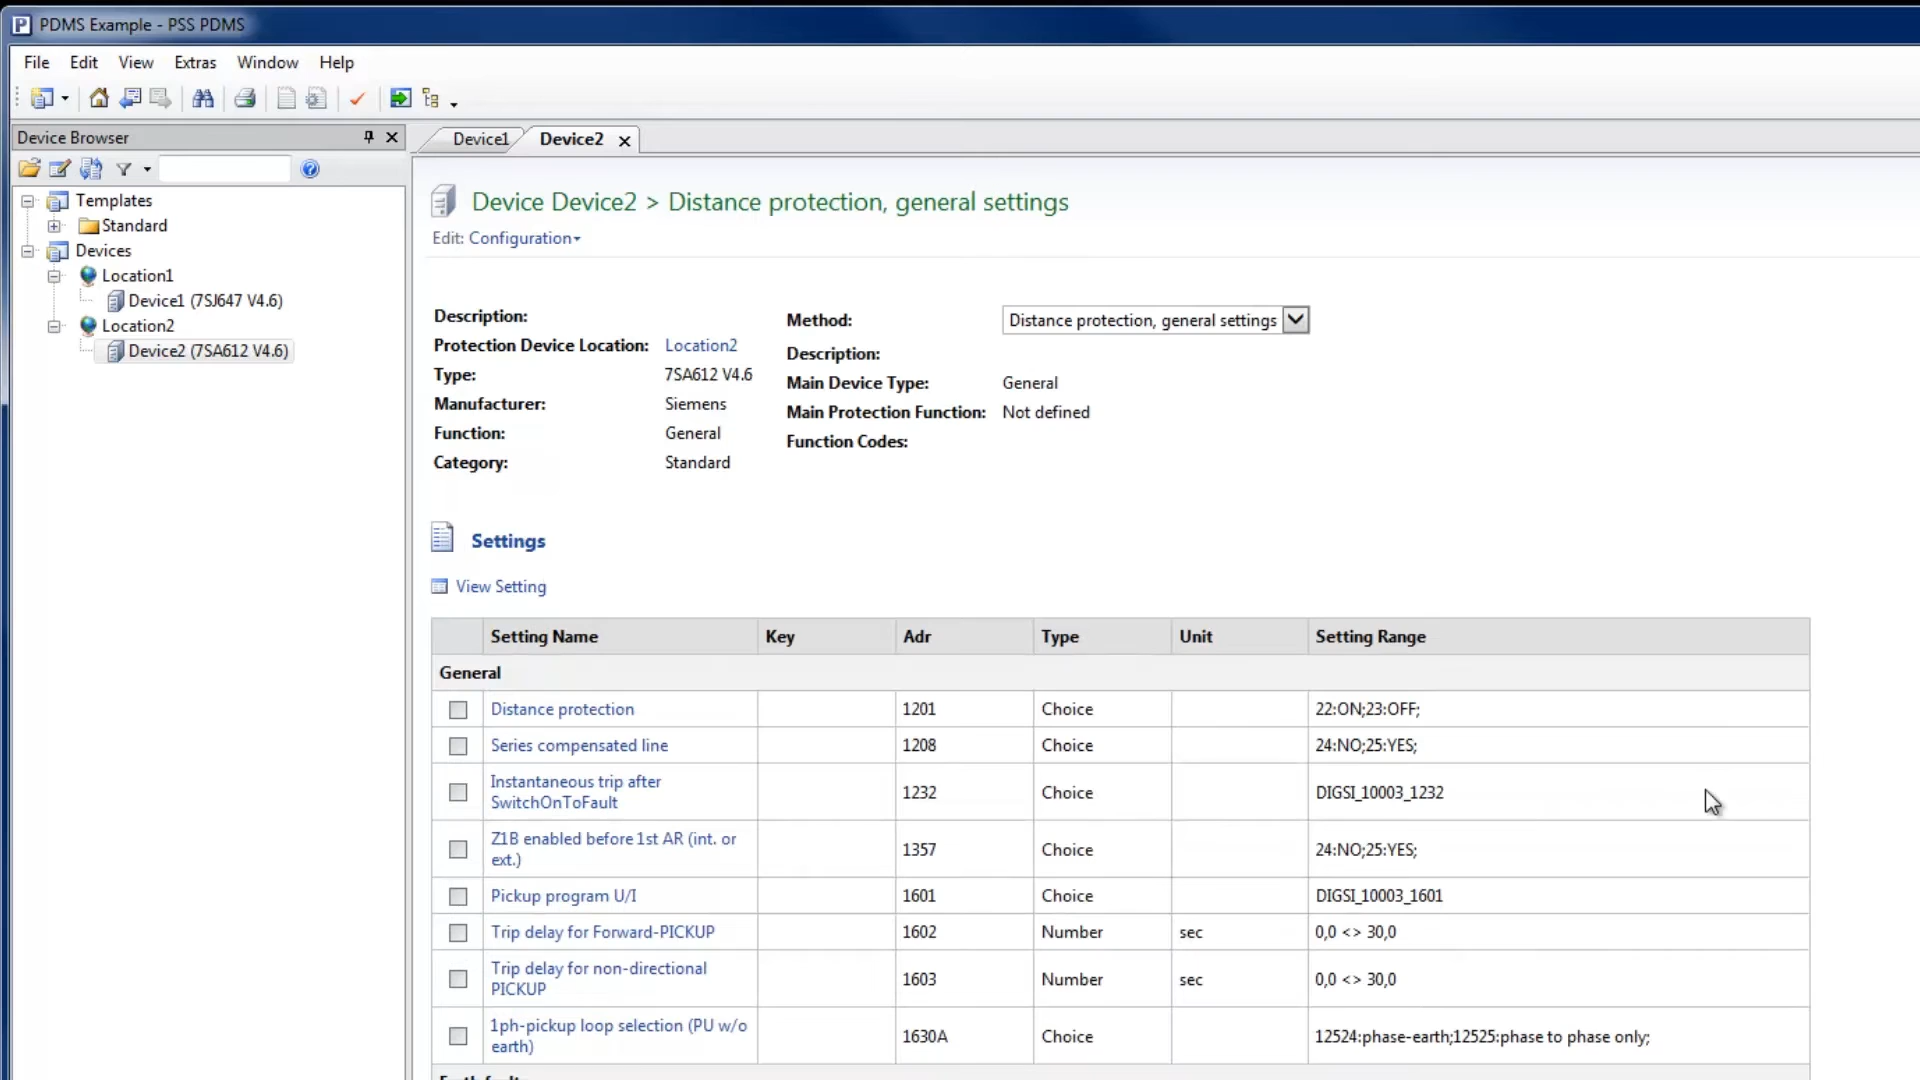 PDMS Example - PSS PDMS
File Edit View Extras Window Help
Device Browser
Device1 Device2
Templates
Standard
Devices
Location1
Device1 (7SJ647 V4.6)
Location2
Device2 (7SA612 V4.6)
Device Device2 > Distance protection, general settings
Edit: Configuration
Description:
Protection Device Location: Location2
Type: 7SA612 V4.6
Manufacturer: Siemens
Function: General
Category: Standard
Method: Distance protection, general settings
Description:
Main Device Type: General
Main Protection Function: Not defined
Function Codes:
Settings
View Setting
Setting Name Key Adr Type Unit Setting Range
General
Distance protection 1201 Choice 22:ON;23:OFF;
Series compensated line 1208 Choice 24:NO;25:YES;
Instantaneous trip after
SwitchOnToFault 1232 Choice DIGSI_10003_1232
Z1B enabled before 1st AR (int. or
ext.) 1357 Choice 24:NO;25:YES;
Pickup program U/I 1601 Choice DIGSI_10003_1601
Trip delay for Forward-PICKUP 1602 Number sec 0,0 <> 30,0
Trip delay for non-directional
PICKUP 1603 Number sec 0,0 <> 30,0
1ph-pickup loop selection (PU w/o
earth) 1630A Choice 12524:phase-earth;12525:phase to phase only;